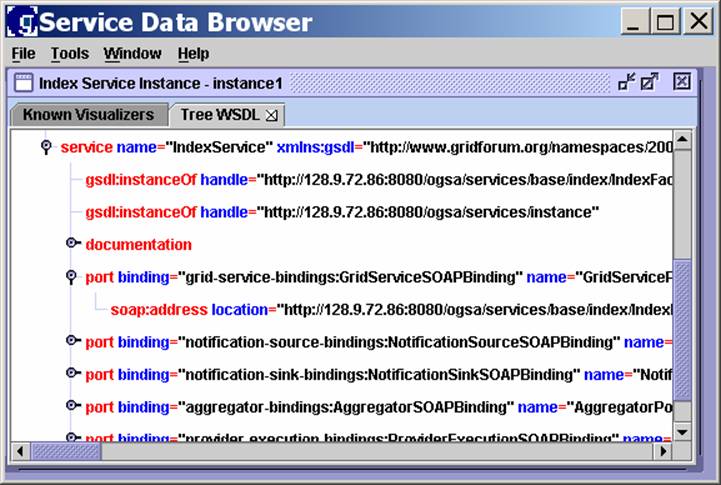 g Service Data Browser
File Tools Window Help
Index Service Instance - instance1
Known Visualizers Tree WSDL
service name="IndexService" xmlns:gsdl="http://www.gridforum.org/namespaces/200
gsdl:instanceOf handle="http://128.9.72.86:8080/ogsa/services/base/index/IndexFac
gsdl:instanceOf handle="http://128.9.72.86:8080/ogsa/services/instance"
documentation
port binding="grid-service-bindings:GridServiceSOAPBinding" name="GridServiceP
soap:address location="http://128.9.72.86:8080/ogsa/services/base/index/Index
port binding="notification-source-bindings:NotificationSourceSOAPBinding" name=
port binding="notification-sink-bindings:NotificationSinkSOAPBinding" name="Notif
port binding="aggregator-bindings:AggregatorSOAPBinding" name="AggregatorPo
port binding="provider-execution-bindings:ProviderExecutionSOAPBinding" name=